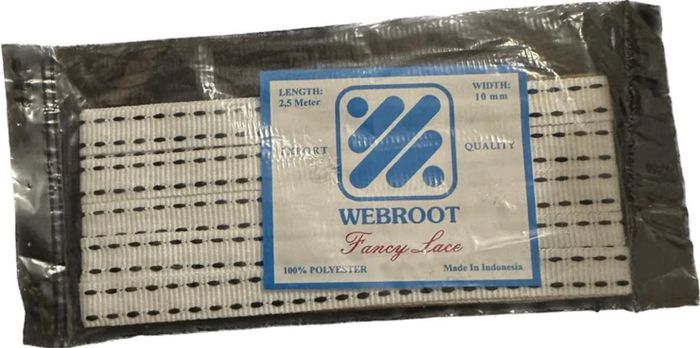 LENGTH: WIDTH:
2,5 Meter 10 mm
EXPORT QUALITY
WEBROOT
Fancy Lace
100% POLYESTER Made In Indonesia